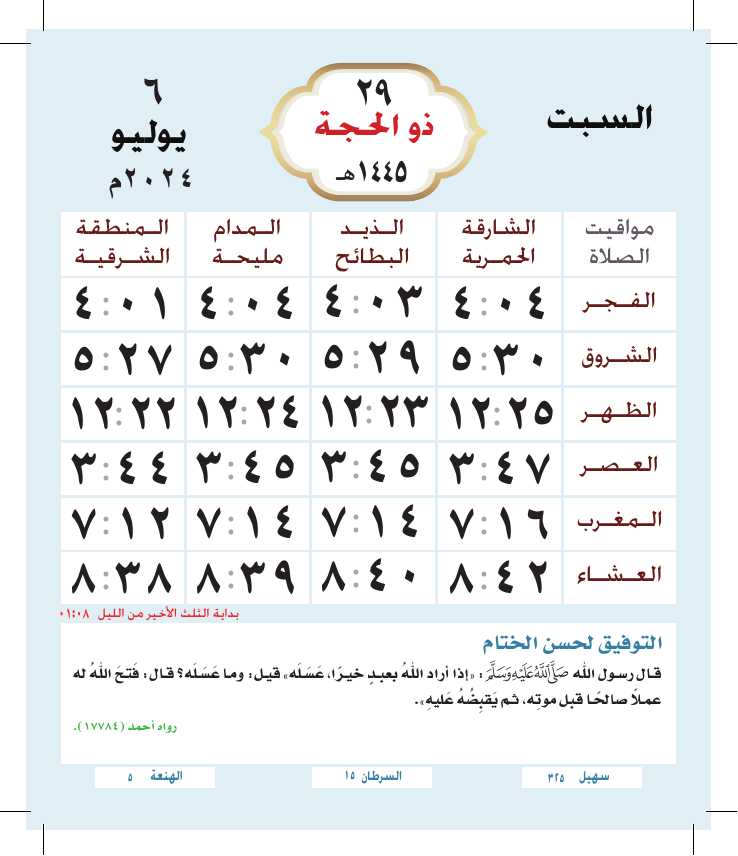 السبت
٢٩
ذو الحجة
١٤٤٥هـ
٦
يوليو
٢٠٢٤م
مواقيت الصلاة | الشارقة الحمرية | الذيد البطائح | المدام مليحة | المنطقة الشرقية
الفجر ٤:٠٤ ٤:٠٣ ٤:٠٤ ٤:٠١
الشروق ٥:٣٠ ٥:٢٩ ٥:٣٠ ٥:٢٧
الظهر ١٢:٢٥ ١٢:٢٣ ١٢:٢٤ ١٢:٢٢
العصر ٣:٤٧ ٣:٤٥ ٣:٤٥ ٣:٤٤
المغرب ٧:١٦ ٧:١٤ ٧:١٤ ٧:١٢
العشاء ٨:٤٢ ٨:٤٠ ٨:٣٩ ٨:٣٨
بداية الثلث الأخير من الليل ٠١:٠٨
التوفيق لحسن الختام
قال رسول الله صَلَّى اللَّهُ عَلَيْهِ وَسَلَّمَ: «إذا أراد اللهُ بعبدٍ خيرًا، عَسَلَه» قيل: وما عَسَلَه؟ قال: فَتحَ اللهُ له
عملًا صالحًا قبل موته، ثم يَقبِضُهُ عَليهِ».
رواه أحمد (١٧٧٨٤).
سهيل ٣٢٥
السرطان ١٥
الهنعة ٥